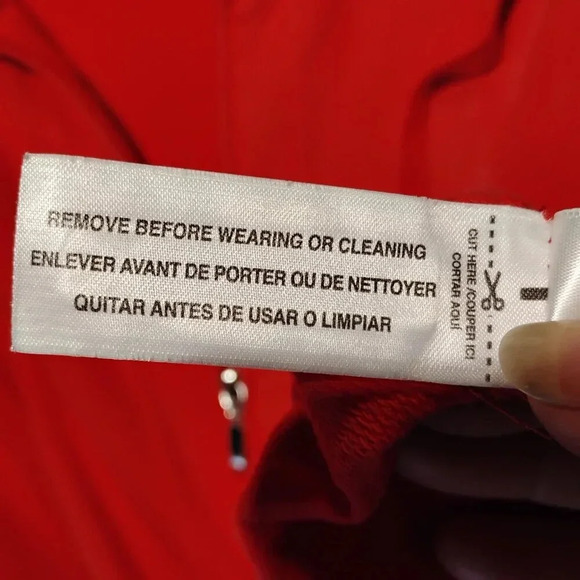 REMOVE BEFORE WEARING OR CLEANING
ENLEVER AVANT DE PORTER OU DE NETTOYER
QUITAR ANTES DE USAR O LIMPIAR
CUT HERE /COUPER ICI
CORTAR AQUÍ